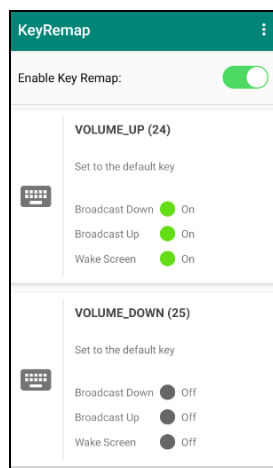 KeyRemap
Enable Key Remap:
VOLUME_UP (24)
Set to the default key
Broadcast Down On
Broadcast Up On
Wake Screen On
VOLUME_DOWN (25)
Set to the default key
Broadcast Down Off
Broadcast Up Off
Wake Screen Off